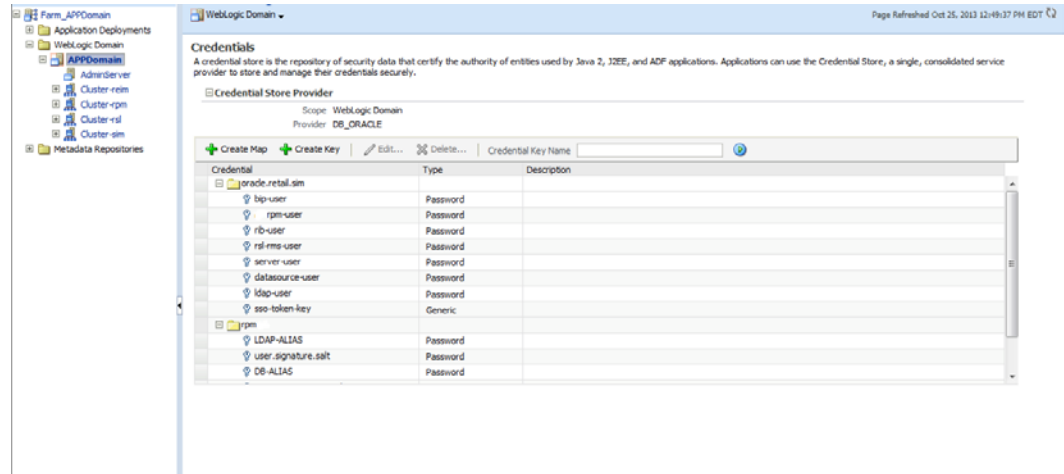 Farm_APPDomain
Application Deployments
WebLogic Domain
APPDomain
AdminServer
Cluster-reim
Cluster-rpm
Cluster-rsl
Cluster-sim
Metadata Repositories
WebLogic Domain
Page Refreshed Oct 25, 2013 12:49:37 PM EDT
Credentials
A credential store is the repository of security data that certify the authority of entities used by Java 2, J2EE, and ADF applications. Applications can use the Credential Store, a single, consolidated service
provider to store and manage their credentials securely.
Credential Store Provider
Scope WebLogic Domain
Provider DB_ORACLE
Create Map Create Key Edit... Delete... Credential Key Name
Credential Type Description
oracle.retail.sim
bip-user Password
rpm-user Password
rib-user Password
rsl-rms-user Password
server-user Password
datasource-user Password
ldap-user Password
sso-token-key Generic
rpm
LDAP-ALIAS Password
user.signature.salt Password
DB-ALIAS Password